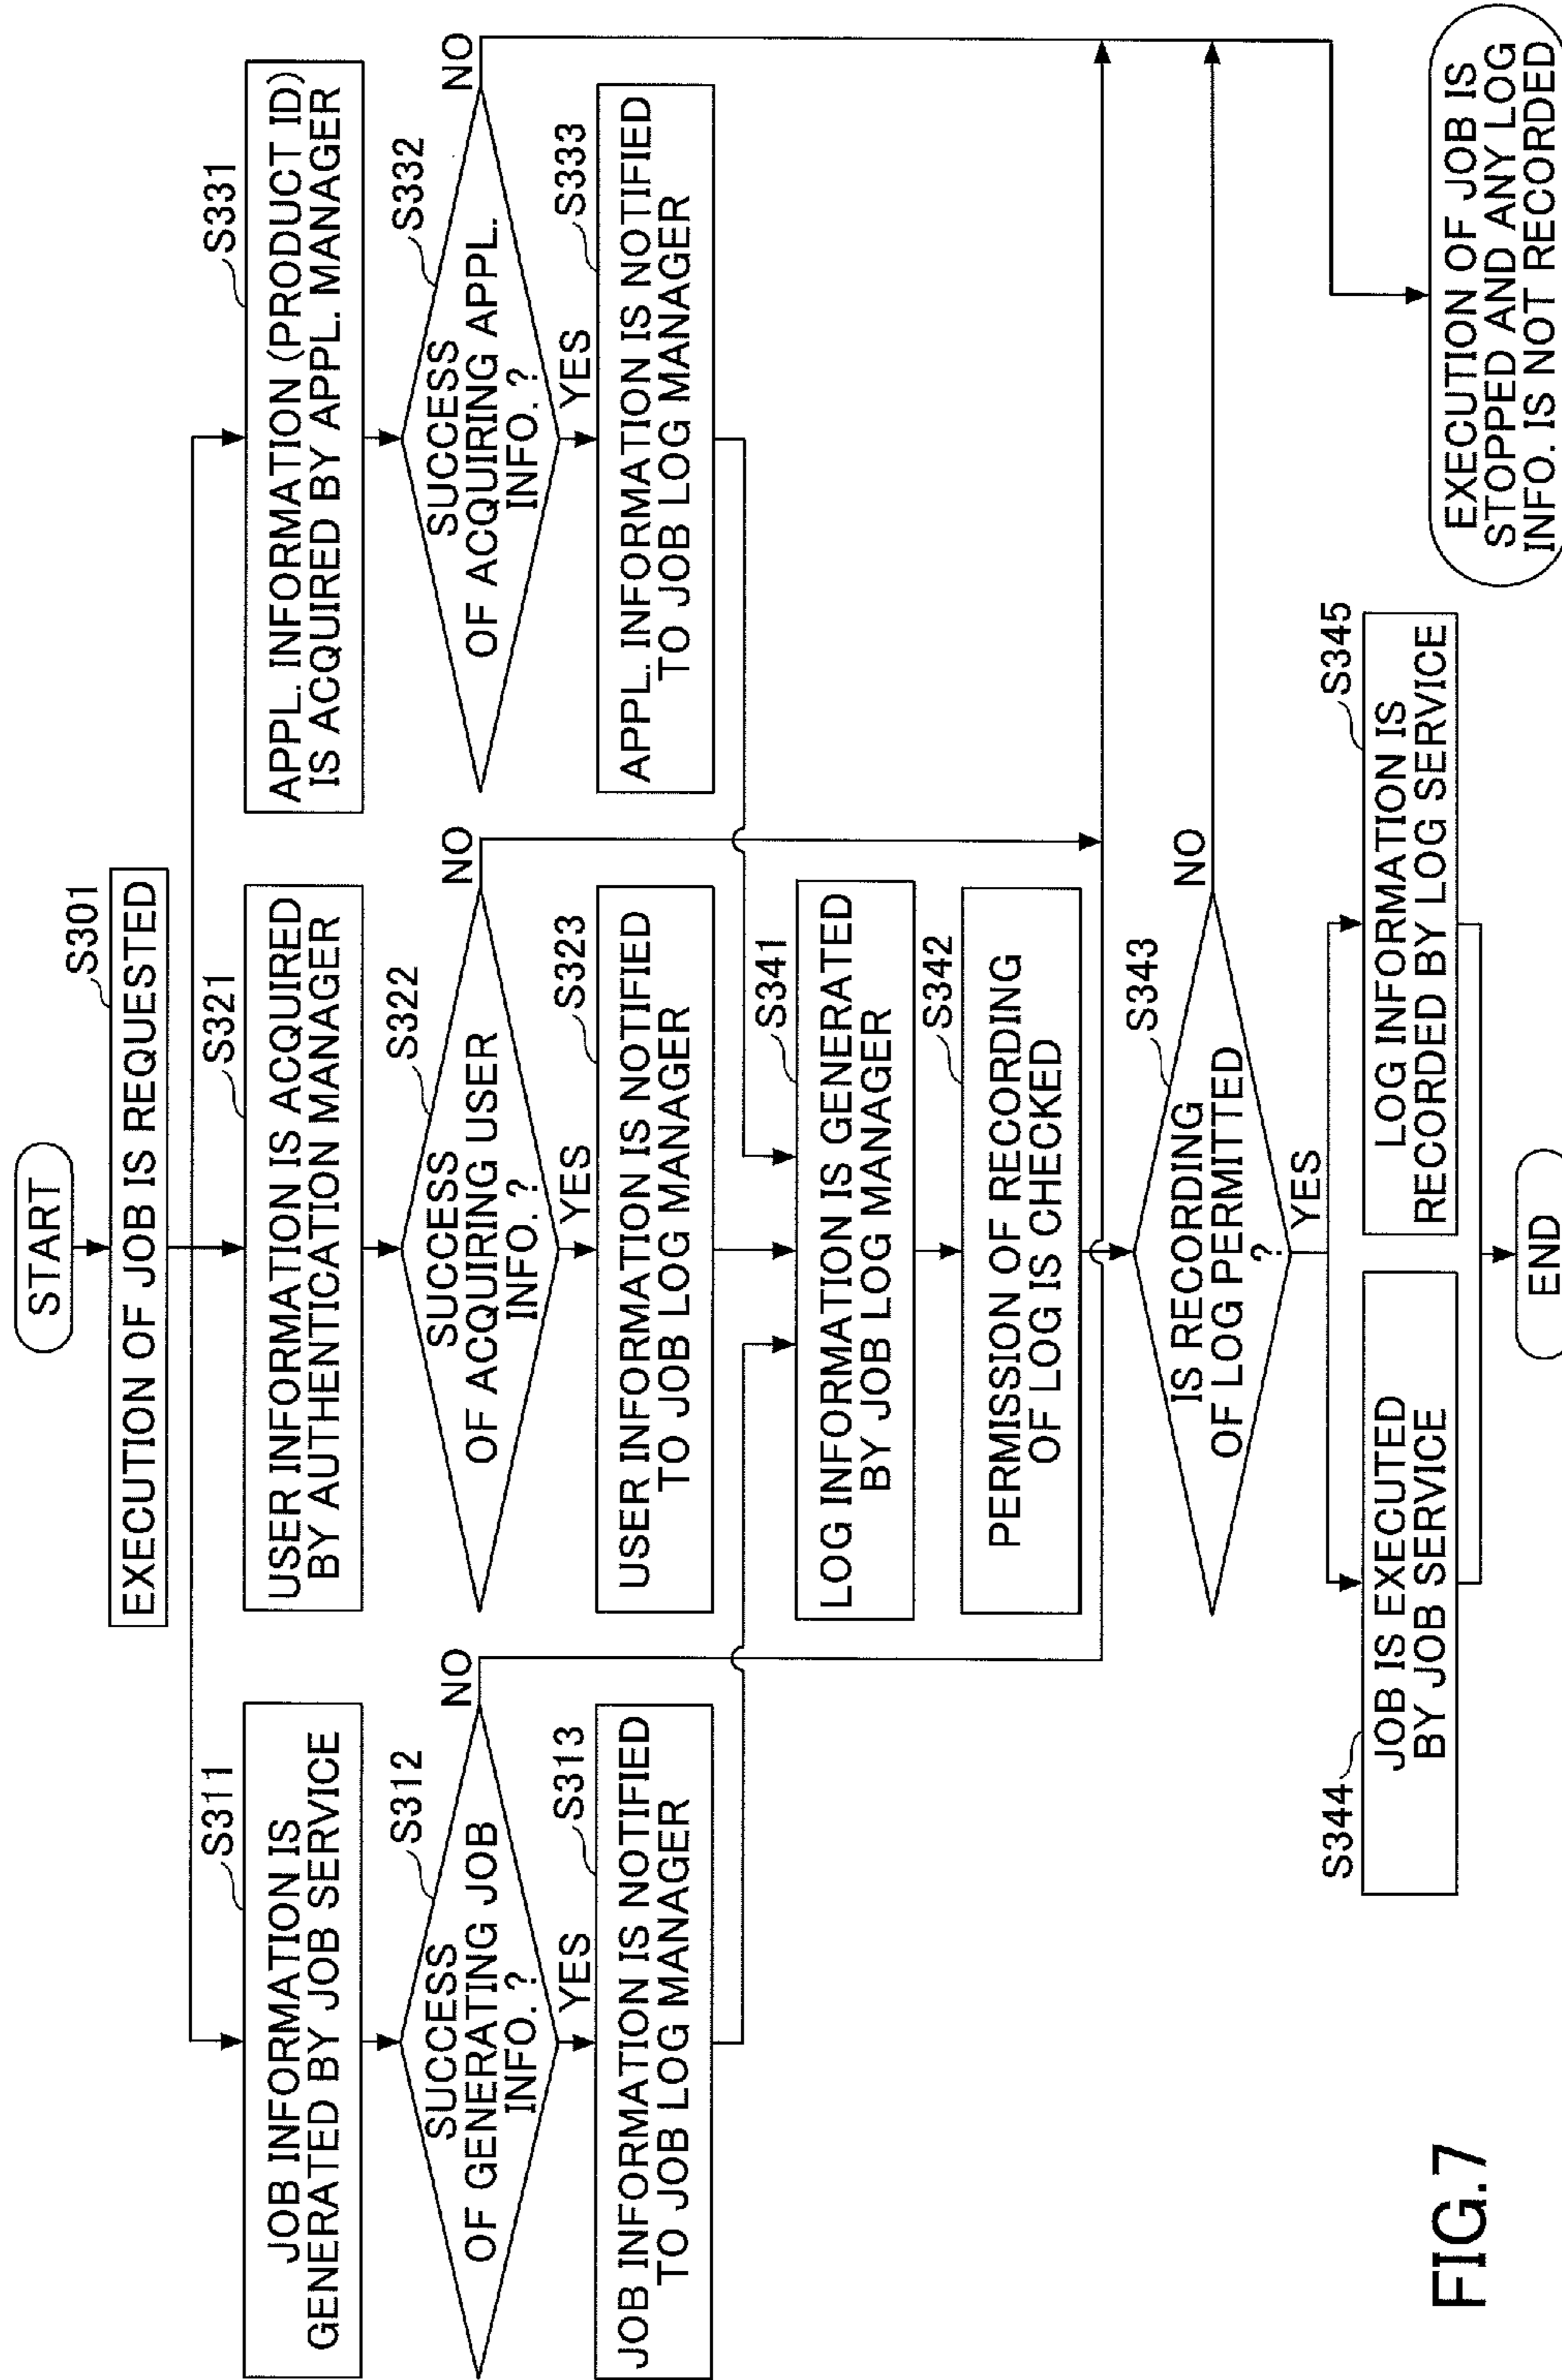 START
S301
EXECUTION OF JOB IS REQUESTED
S311
JOB INFORMATION IS
GENERATED BY JOB SERVICE
S312
SUCCESS
OF GENERATING JOB
INFO. ?
NO
YES
S313
JOB INFORMATION IS NOTIFIED
TO JOB LOG MANAGER
S321
USER INFORMATION IS ACQUIRED
BY AUTHENTICATION MANAGER
S322
SUCCESS
OF ACQUIRING USER
INFO. ?
NO
YES
S323
USER INFORMATION IS NOTIFIED
TO JOB LOG MANAGER
S331
APPL. INFORMATION (PRODUCT ID)
IS ACQUIRED BY APPL. MANAGER
S332
SUCCESS
OF ACQUIRING APPL.
INFO. ?
NO
YES
S333
APPL. INFORMATION IS NOTIFIED
TO JOB LOG MANAGER
S341
LOG INFORMATION IS GENERATED
BY JOB LOG MANAGER
S342
PERMISSION OF RECORDING
OF LOG IS CHECKED
S343
IS RECORDING
OF LOG PERMITTED
?
NO
YES
S344
JOB IS EXECUTED
BY JOB SERVICE
S345
LOG INFORMATION IS
RECORDED BY LOG SERVICE
END
EXECUTION OF JOB IS
STOPPED AND ANY LOG
INFO. IS NOT RECORDED
FIG.7